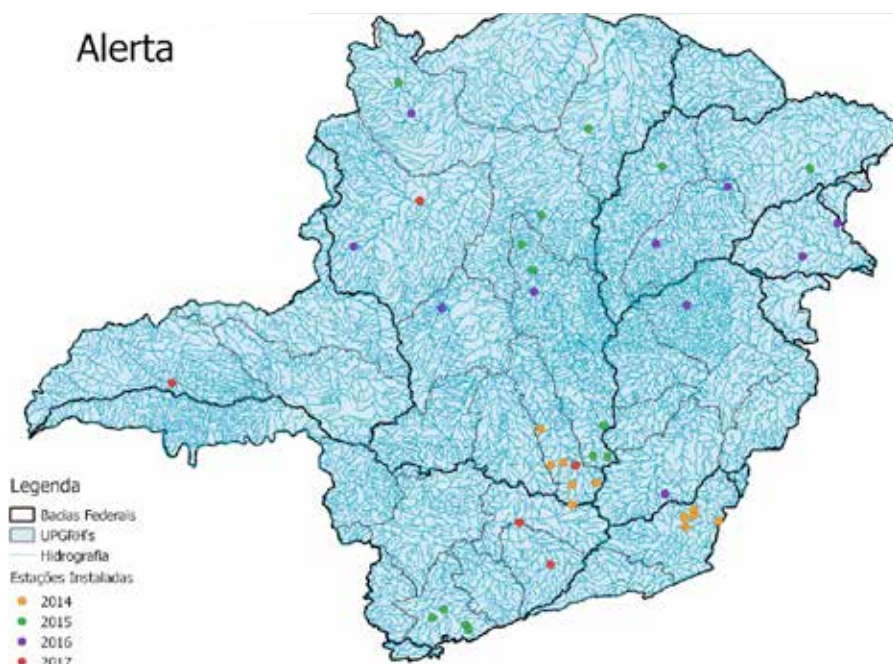 Alerta
Legenda
Bacias Federais
UPGRH's
Hidrografia
Estações Instaladas
2014
2015
2016
2017